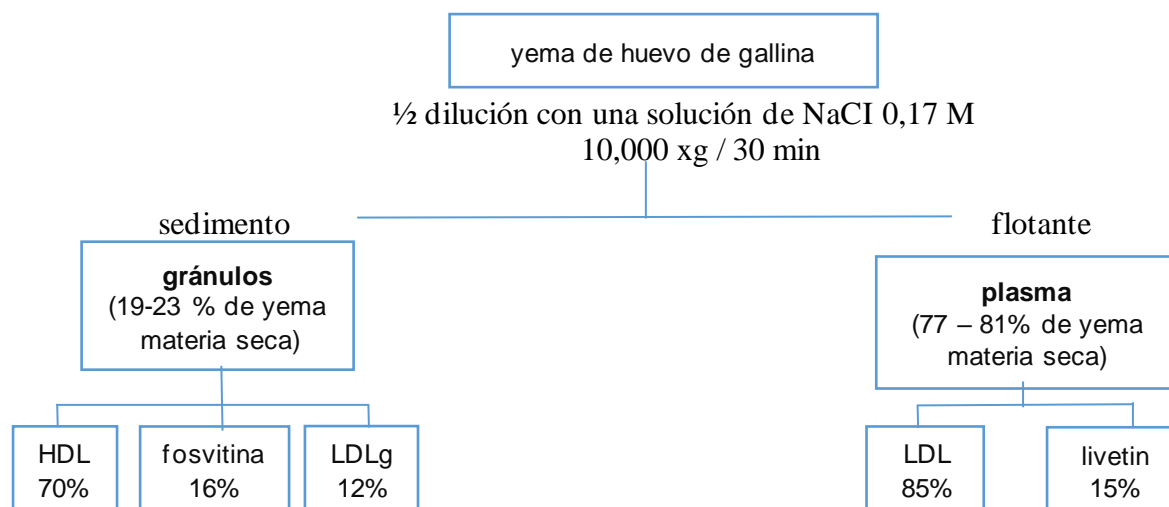 yema de huevo de gallina
½ dilución con una solución de NaCI 0,17 M
10,000 xg / 30 min
sedimento
flotante
gránulos
(19-23 % de yema
materia seca)
plasma
(77 – 81% de yema
materia seca)
HDL
70%
fosvitina
16%
LDLg
12%
LDL
85%
livetin
15%